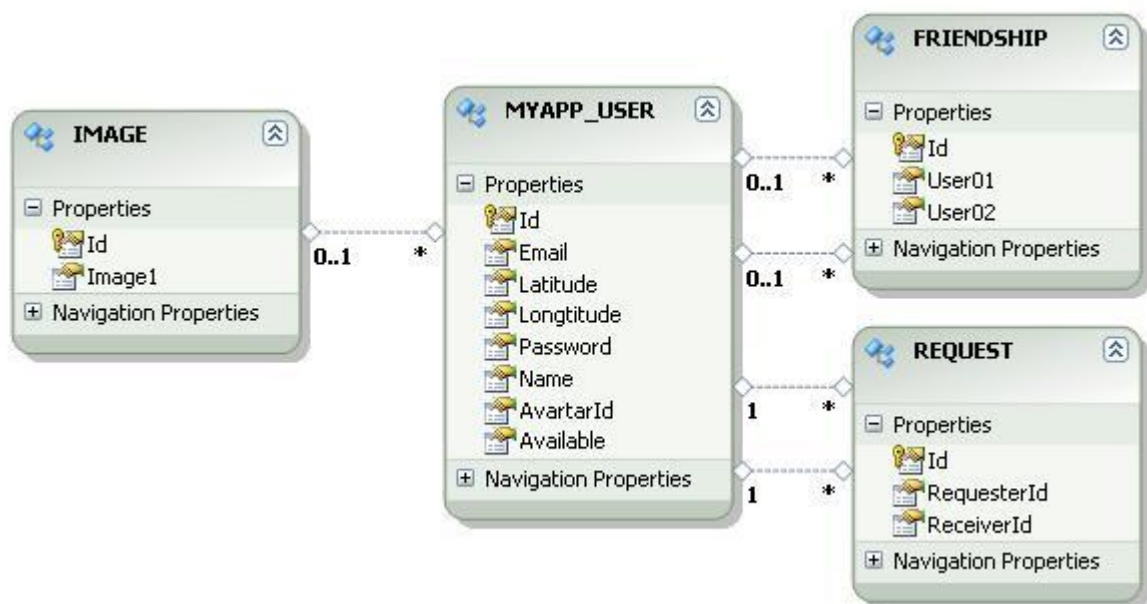 IMAGE
Properties
Id
Image1
Navigation Properties
0..1 *
MYAPP_USER
Properties
Id
Email
Latitude
Longtitude
Password
Name
AvartarId
Available
Navigation Properties
0..1 *
0..1 *
1 *
1 *
FRIENDSHIP
Properties
Id
User01
User02
Navigation Properties
REQUEST
Properties
Id
RequesterId
ReceiverId
Navigation Properties